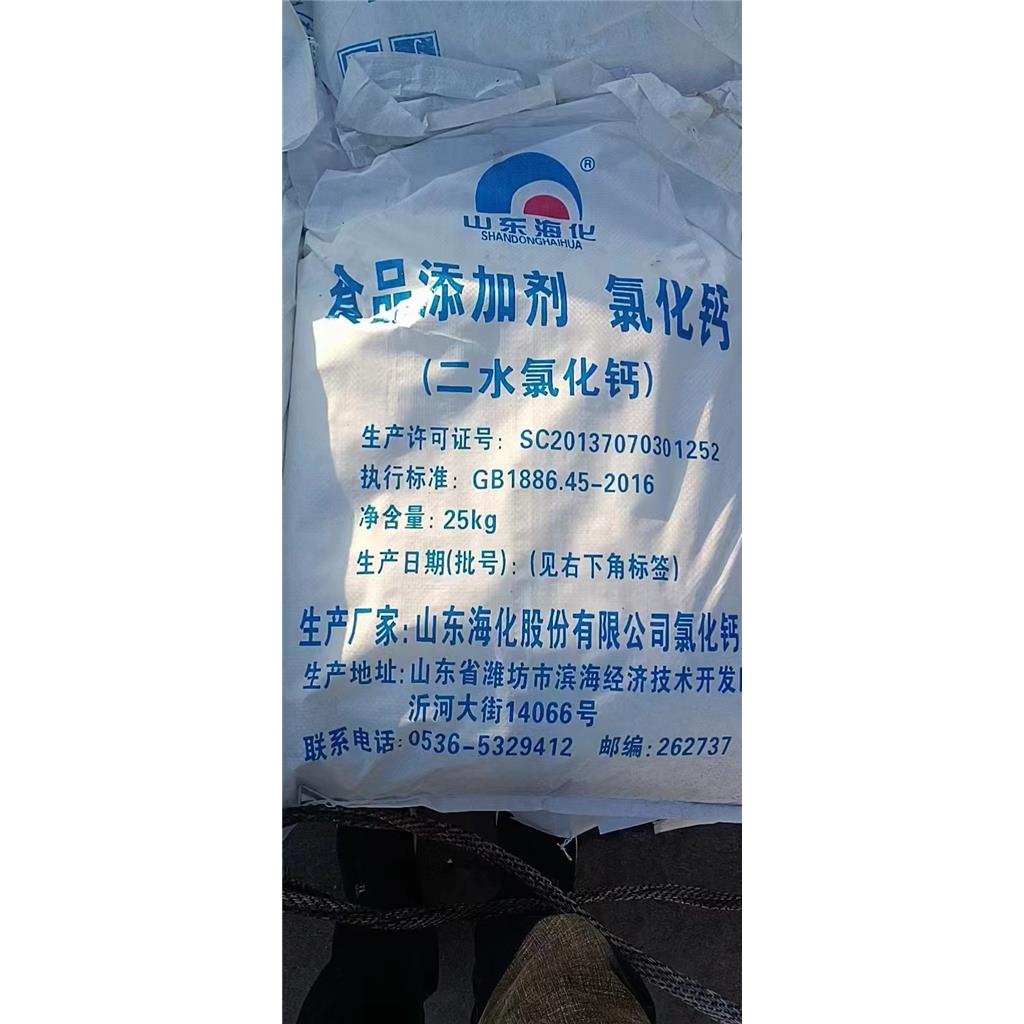 山东海化®
SHANDONGHAIHUA
食品添加剂 氯化钙
(二水氯化钙)
生产许可证号: SC20137070301252
执行标准: GB1886.45-2016
净含量: 25kg
生产日期(批号): (见右下角标签)
生产厂家: 山东海化股份有限公司氯化钙
生产地址: 山东省潍坊市滨海经济技术开发
沂河大街14066号
联系电话: 0536-5329412 邮编: 262737